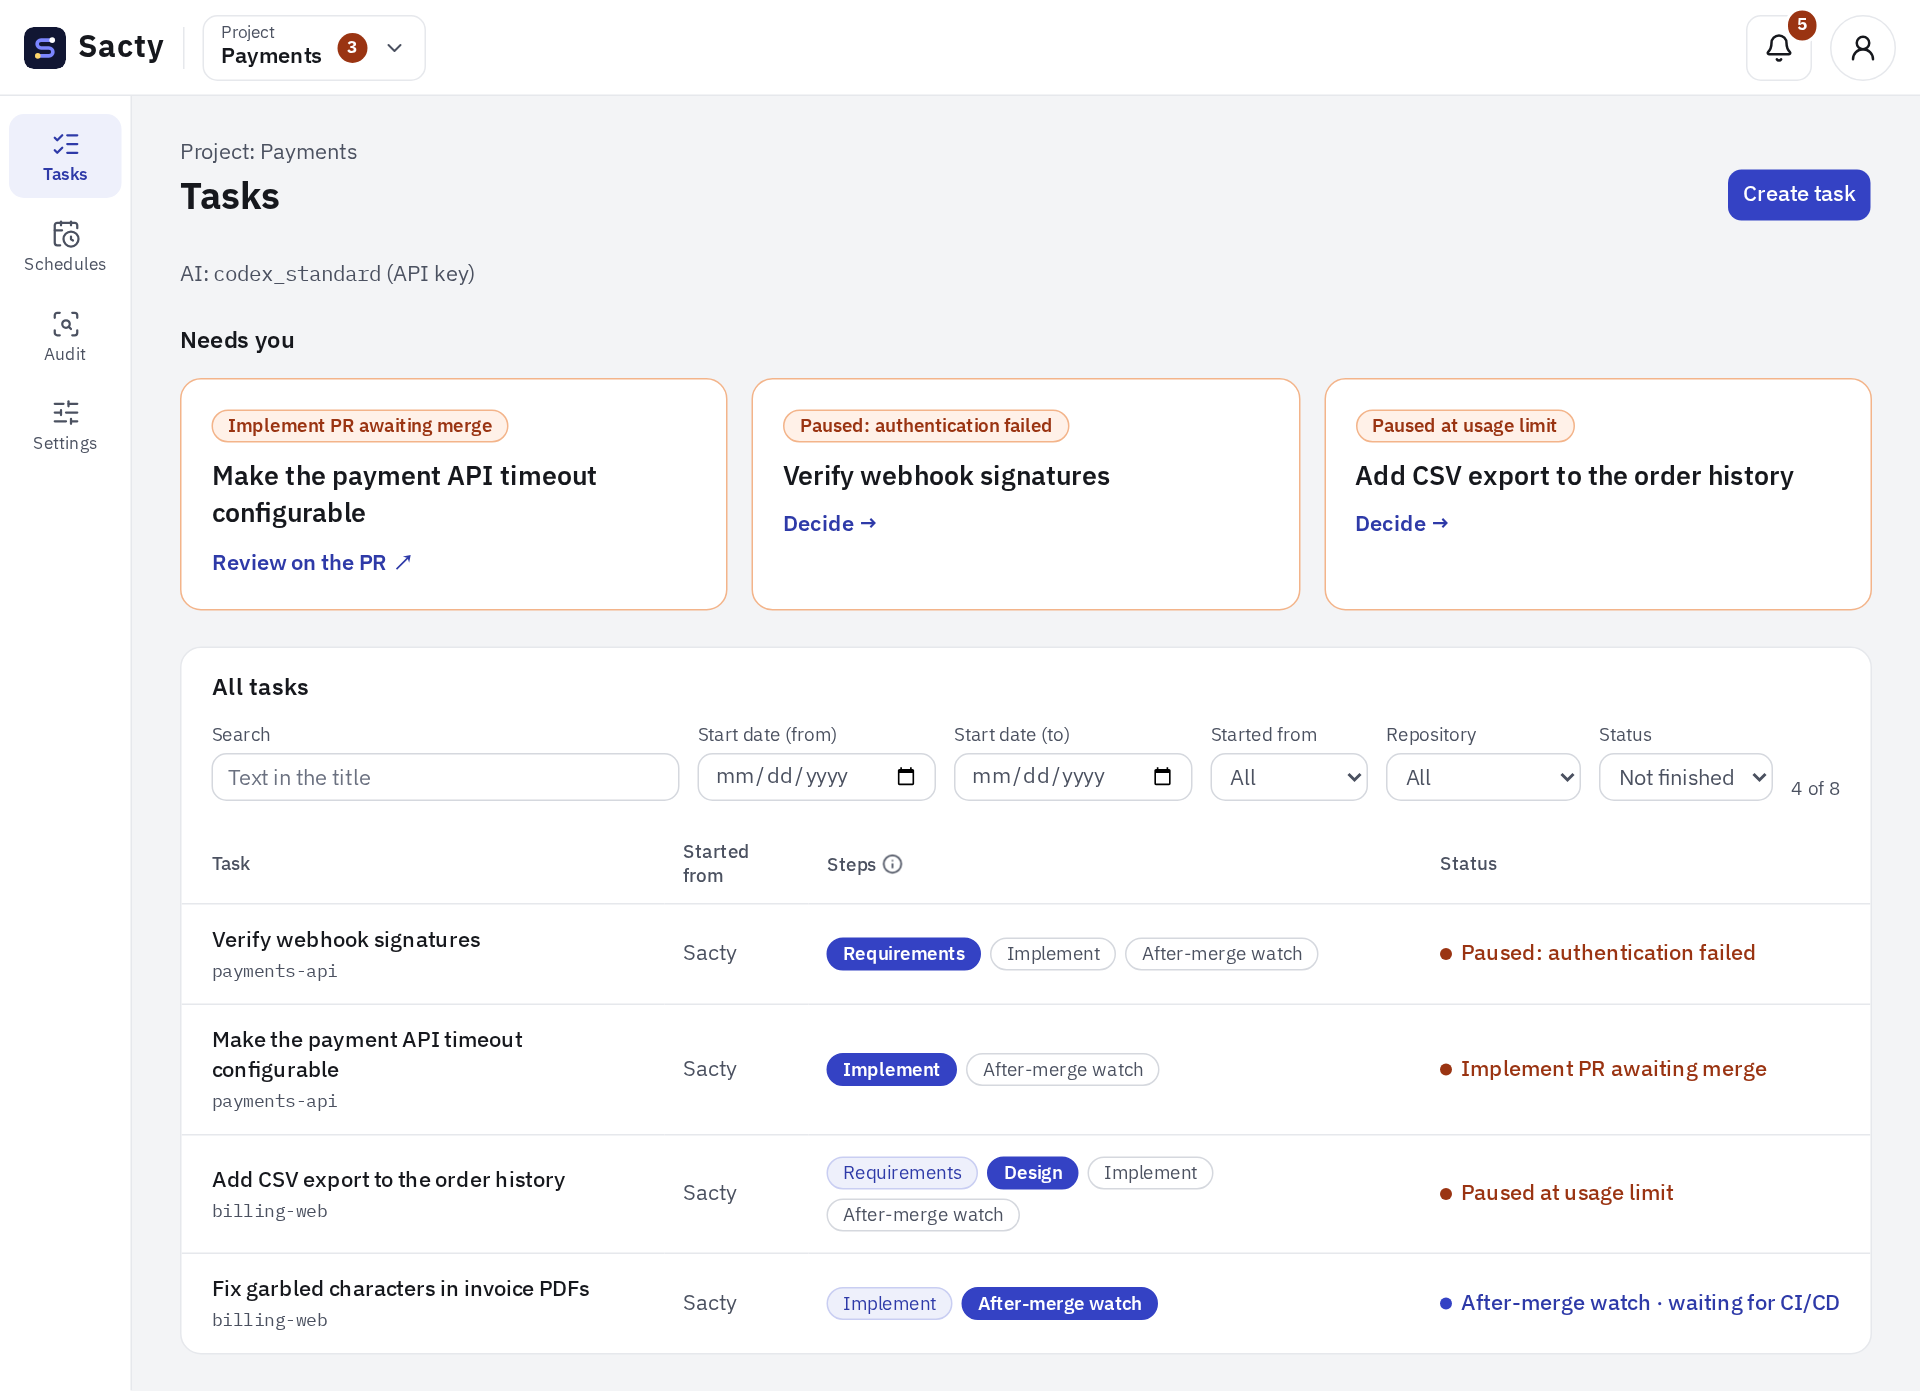 Sacty
Project
Payments
3
5
Tasks
Schedules
Audit
Settings
Project: Payments
Tasks
Create task
AI: codex_standard (API key)
Needs you
Implement PR awaiting merge
Make the payment API timeout
configurable
Review on the PR ↗
Paused: authentication failed
Verify webhook signatures
Decide →
Paused at usage limit
Add CSV export to the order history
Decide →
All tasks
Search
Text in the title
Start date (from)
mm/dd/yyyy
Start date (to)
mm/dd/yyyy
Started from
All
Repository
All
Status
Not finished
4 of 8
Task
Started
from
Steps
Status
Verify webhook signatures
payments-api
Sacty
Requirements Implement After-merge watch
Paused: authentication failed
Make the payment API timeout
configurable
payments-api
Sacty
Implement After-merge watch
Implement PR awaiting merge
Add CSV export to the order history
billing-web
Sacty
Requirements Design Implement
After-merge watch
Paused at usage limit
Fix garbled characters in invoice PDFs
billing-web
Sacty
Implement After-merge watch
After-merge watch · waiting for CI/CD